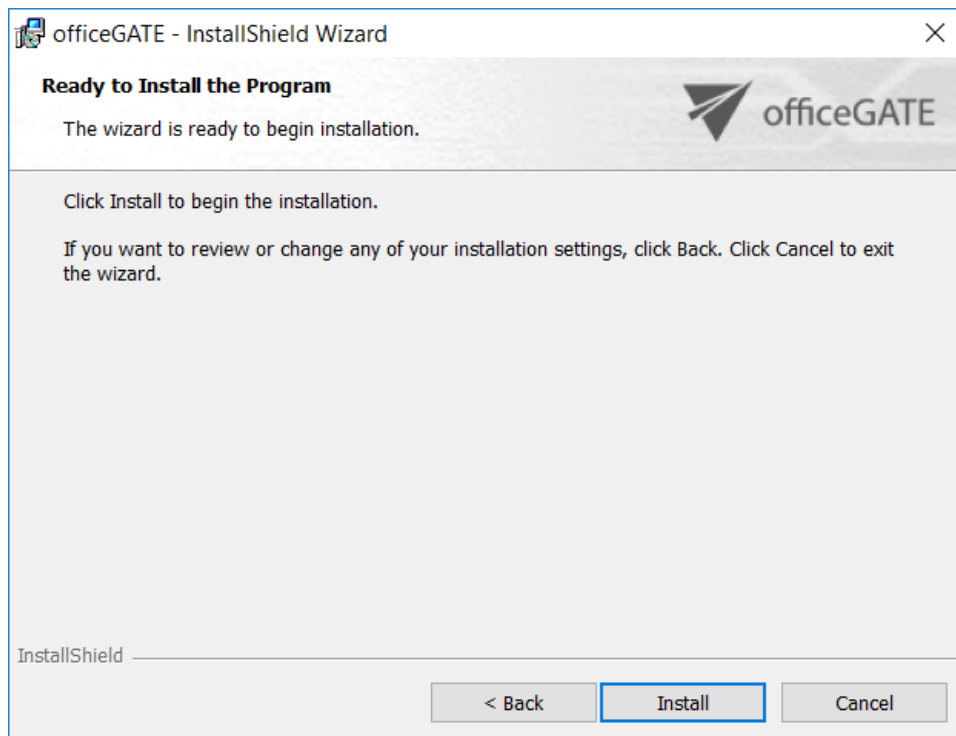 officeGATE - InstallShield Wizard
Ready to Install the Program
The wizard is ready to begin installation.
officeGATE
Click Install to begin the installation.
If you want to review or change any of your installation settings, click Back. Click Cancel to exit
the wizard.
InstallShield
< Back
Install
Cancel